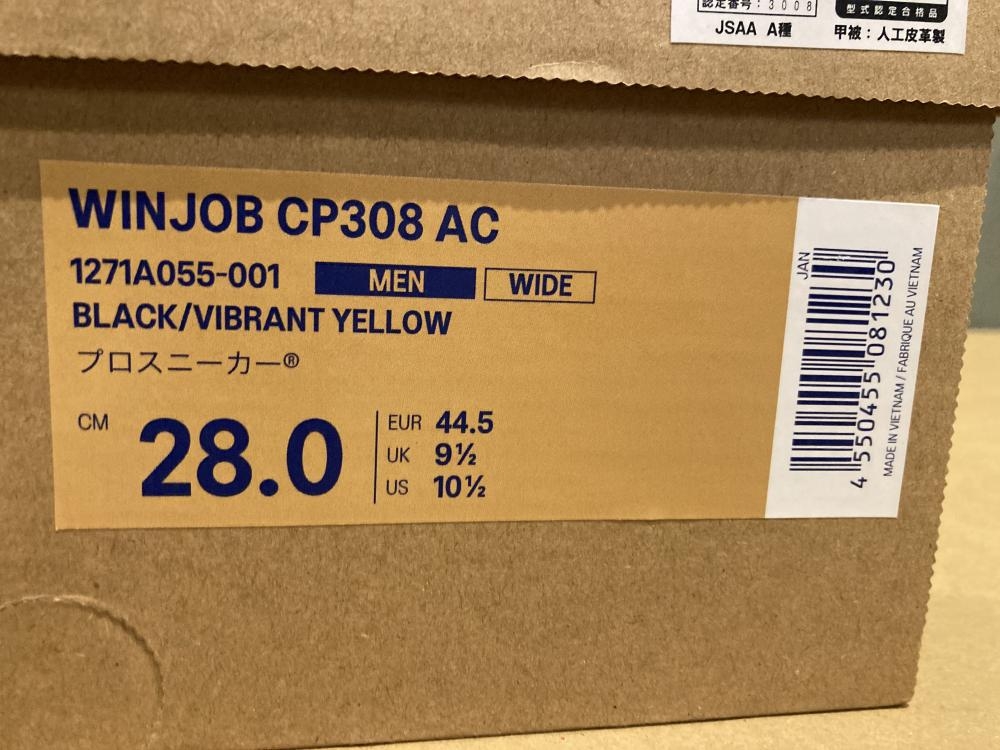 認定番号：3008
型式認定合格品
JSAA A種
甲被：人工皮革製
WINJOB CP308 AC
1271A055-001 MEN WIDE
BLACK/VIBRANT YELLOW
プロスニーカー®
CM 28.0
EUR 44.5
UK 9½
US 10½
JAN
4 550455 081230
MADE IN VIETNAM / FABRIQUE AU VIETNAM